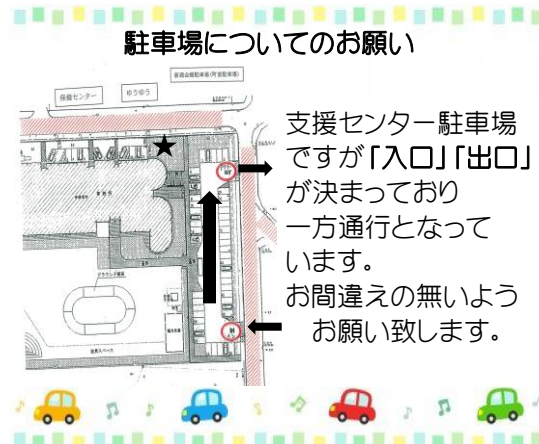 駐車場についてのお願い
保健センター
ゆうゆう
支援センター駐車場
ですが「入口」「出口」
が決まっており
一方通行となって
います。
お間違えの無いよう
お願い致します。